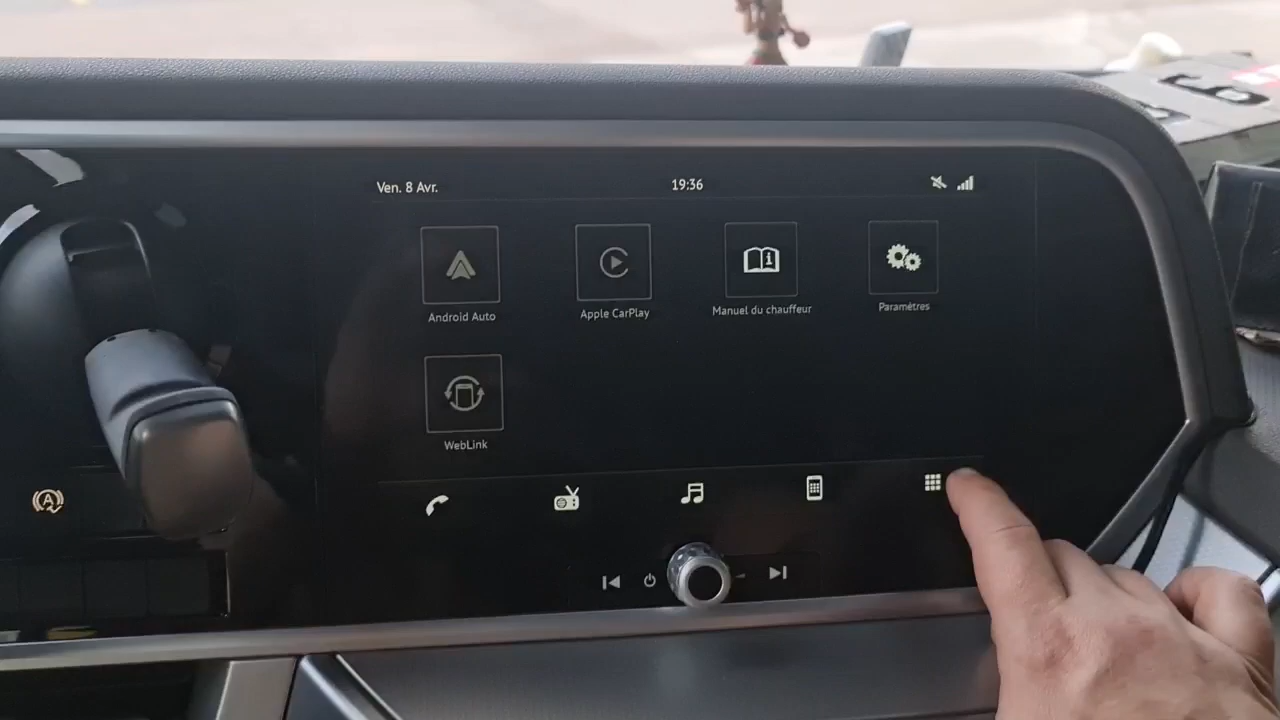 Ven. 8 Avr.
19:36
Android Auto
Apple CarPlay
Manuel du chauffeur
Paramètres
WebLink
A